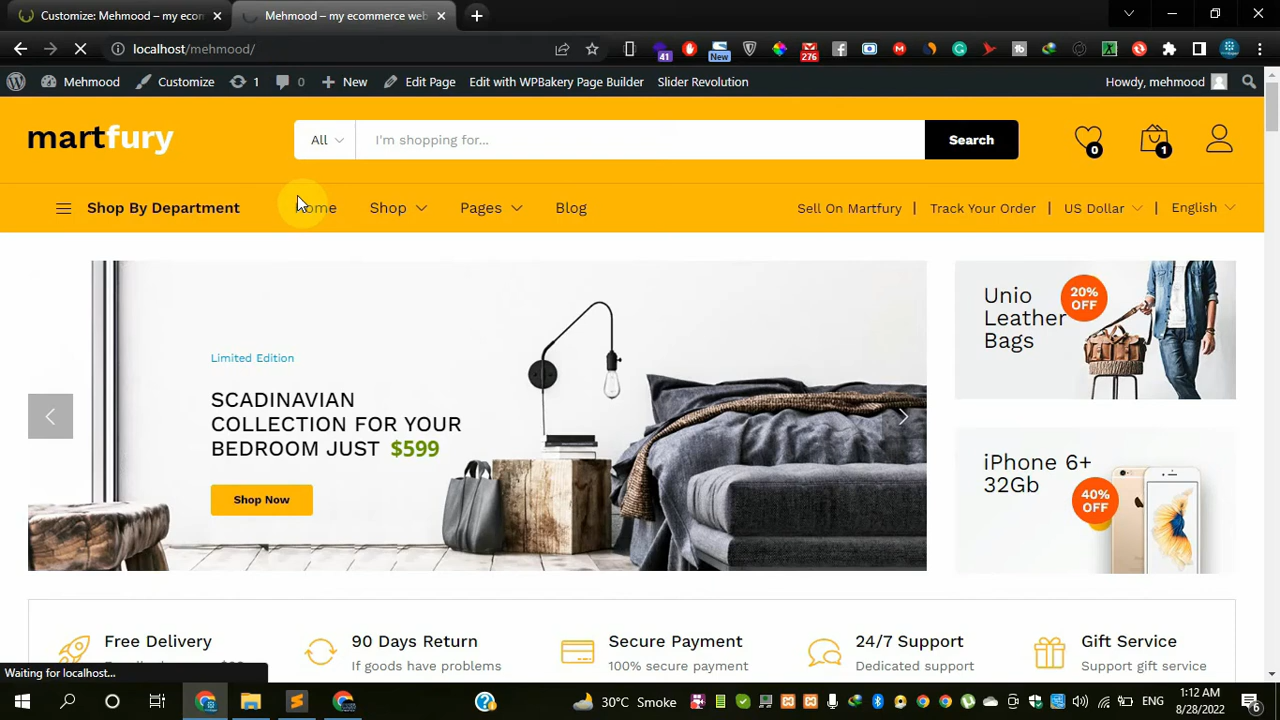 Customize: Mehmood – my ecom
Mehmood – my ecommerce web
localhost/mehmood/
41
New
276
Mehmood
Customize
1
0
New
Edit Page
Edit with WPBakery Page Builder
Slider Revolution
Howdy, mehmood
martfury
All
I'm shopping for...
Search
0
1
Shop By Department
Home
Shop
Pages
Blog
Sell On Martfury
Track Your Order
US Dollar
English
Limited Edition
SCADINAVIAN
COLLECTION FOR YOUR
BEDROOM JUST $599
Shop Now
Unio
Leather
Bags
20%
OFF
iPhone 6+
32Gb
40%
OFF
Free Delivery
90 Days Return
If goods have problems
Secure Payment
100% secure payment
24/7 Support
Dedicated support
Gift Service
Support gift service
Waiting for localhost...
30°C Smoke
ENG
1:12 AM
8/28/2022
6